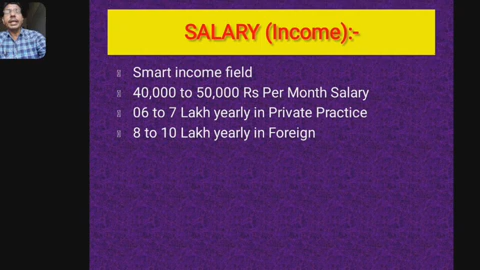 SALARY (Income):-
Smart income field
40,000 to 50,000 Rs Per Month Salary
06 to 7 Lakh yearly in Private Practice
8 to 10 Lakh yearly in Foreign